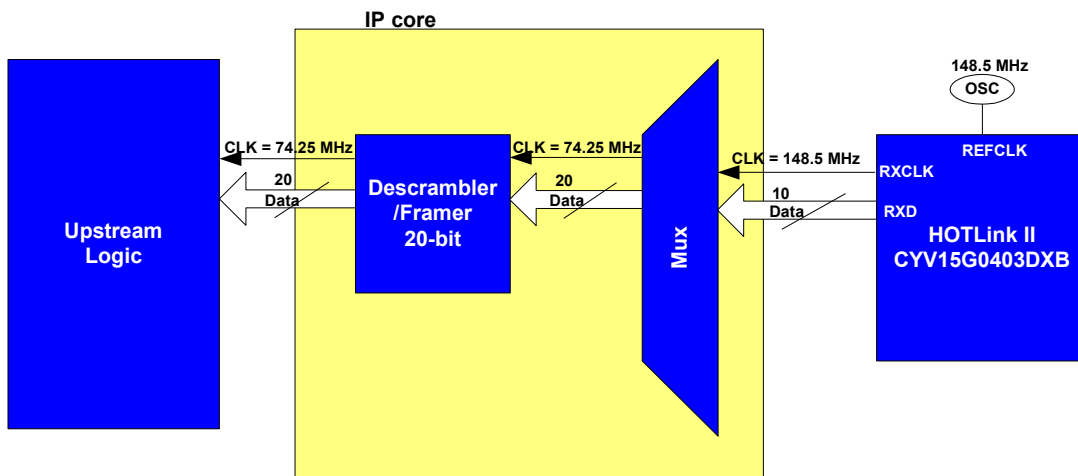 IP core
148.5 MHz
OSC
CLK = 74.25 MHz
CLK = 74.25 MHz
CLK = 148.5 MHz
REFCLK
RXCLK
20
Data
20
Data
10
Data
RXD
Upstream
Logic
Descrambler
/Framer
20-bit
Mux
HOTLink II
CYV15G0403DXB